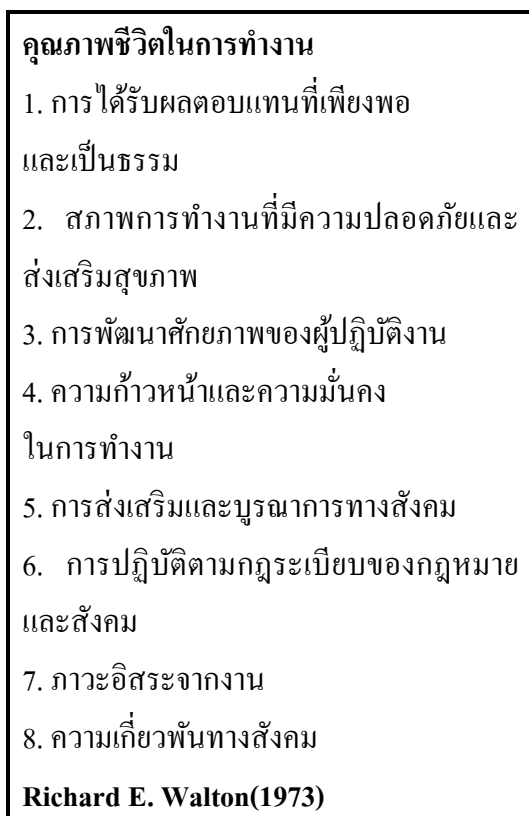 คุณภาพชีวิตในการทำงาน
1. การได้รับผลตอบแทนที่เพียงพอ
และเป็นธรรม
2. สภาพการทำงานที่มีความปลอดภัยและ
ส่งเสริมสุขภาพ
3. การพัฒนาศักยภาพของผู้ปฏิบัติงาน
4. ความก้าวหน้าและความมั่นคง
ในการทำงาน
5. การส่งเสริมและบูรณาการทางสังคม
6. การปฏิบัติตามกฎระเบียบของกฎหมาย
และสังคม
7. ภาวะอิสระจากงาน
8. ความเกี่ยวพันทางสังคม
Richard E. Walton(1973)